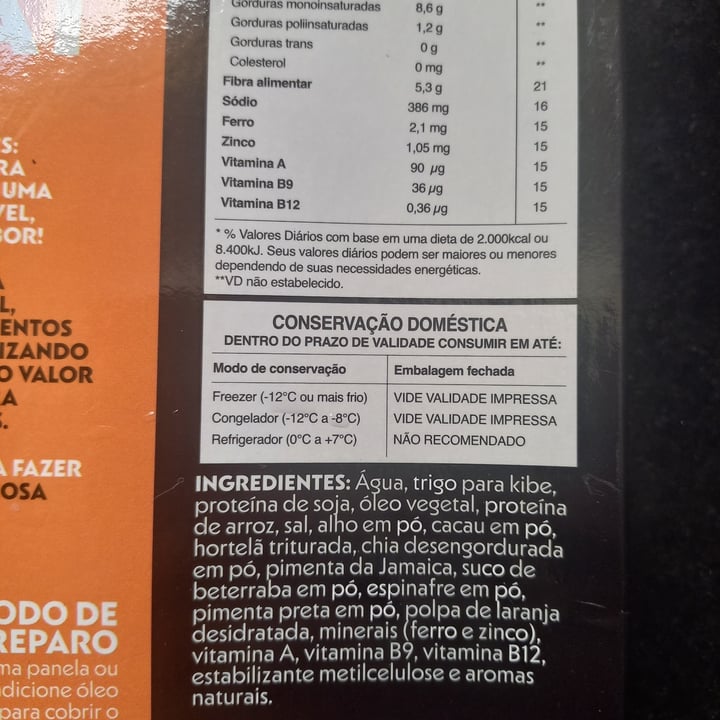 Gorduras monoinsaturadas 8,6 g **
Gorduras poliinsaturadas 1,2 g **
Gorduras trans 0 g **
Colesterol 0 mg **
Fibra alimentar 5,3 g 21
Sódio 386 mg 16
Ferro 2,1 mg 15
Zinco 1,05 mg 15
Vitamina A 90 µg 15
Vitamina B9 36 µg 15
Vitamina B12 0,36 µg 15
* % Valores Diários com base em uma dieta de 2.000kcal ou
8.400kJ. Seus valores diários podem ser maiores ou menores
dependendo de suas necessidades energéticas.
**VD não estabelecido.
CONSERVAÇÃO DOMÉSTICA
DENTRO DO PRAZO DE VALIDADE CONSUMIR EM ATÉ:
Modo de conservação Embalagem fechada
Freezer (-12°C ou mais frio) VIDE VALIDADE IMPRESSA
Congelador (-12°C a -8°C) VIDE VALIDADE IMPRESSA
Refrigerador (0°C a +7°C) NÃO RECOMENDADO
INGREDIENTES: Água, trigo para kibe,
proteína de soja, óleo vegetal, proteína
de arroz, sal, alho em pó, cacau em pó,
hortelã triturada, chia desengordurada
em pó, pimenta da Jamaica, suco de
beterraba em pó, espinafre em pó,
pimenta preta em pó, polpa de laranja
desidratada, minerais (ferro e zinco),
vitamina A, vitamina B9, vitamina B12,
estabilizante metilcelulose e aromas
naturais.
S:
RA
UMA
VEL,
BOR!
A
L,
ENTOS
IZANDO
O VALOR
A
S.
A FAZER
OSA
ODO DE
REPARO
ma panela ou
dicione óleo
para cobrir o